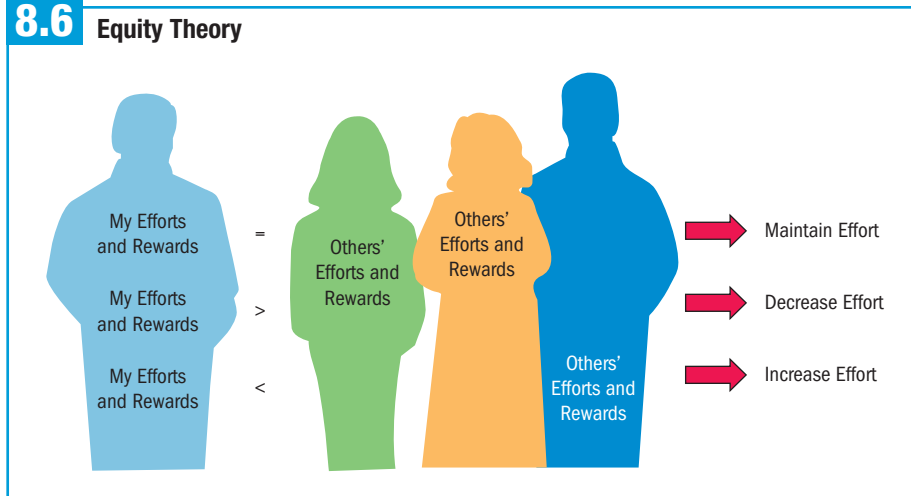 8.6 Equity Theory
My Efforts
and Rewards
=
My Efforts
and Rewards
>
My Efforts
and Rewards
<
Others'
Efforts and
Rewards
Others'
Efforts and
Rewards
Others'
Efforts and
Rewards
Maintain Effort
Decrease Effort
Increase Effort